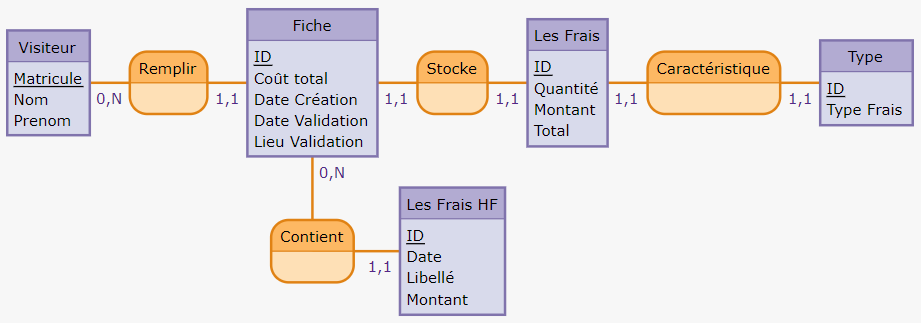 Visiteur
Matricule
Nom
Prenom
0,N
Remplir
1,1
Fiche
ID
Coût total
Date Création
Date Validation
Lieu Validation
1,1
Stocke
1,1
Les Frais
ID
Quantité
Montant
Total
1,1
Caractéristique
1,1
Type
ID
Type Frais
0,N
Contient
1,1
Les Frais HF
ID
Date
Libellé
Montant